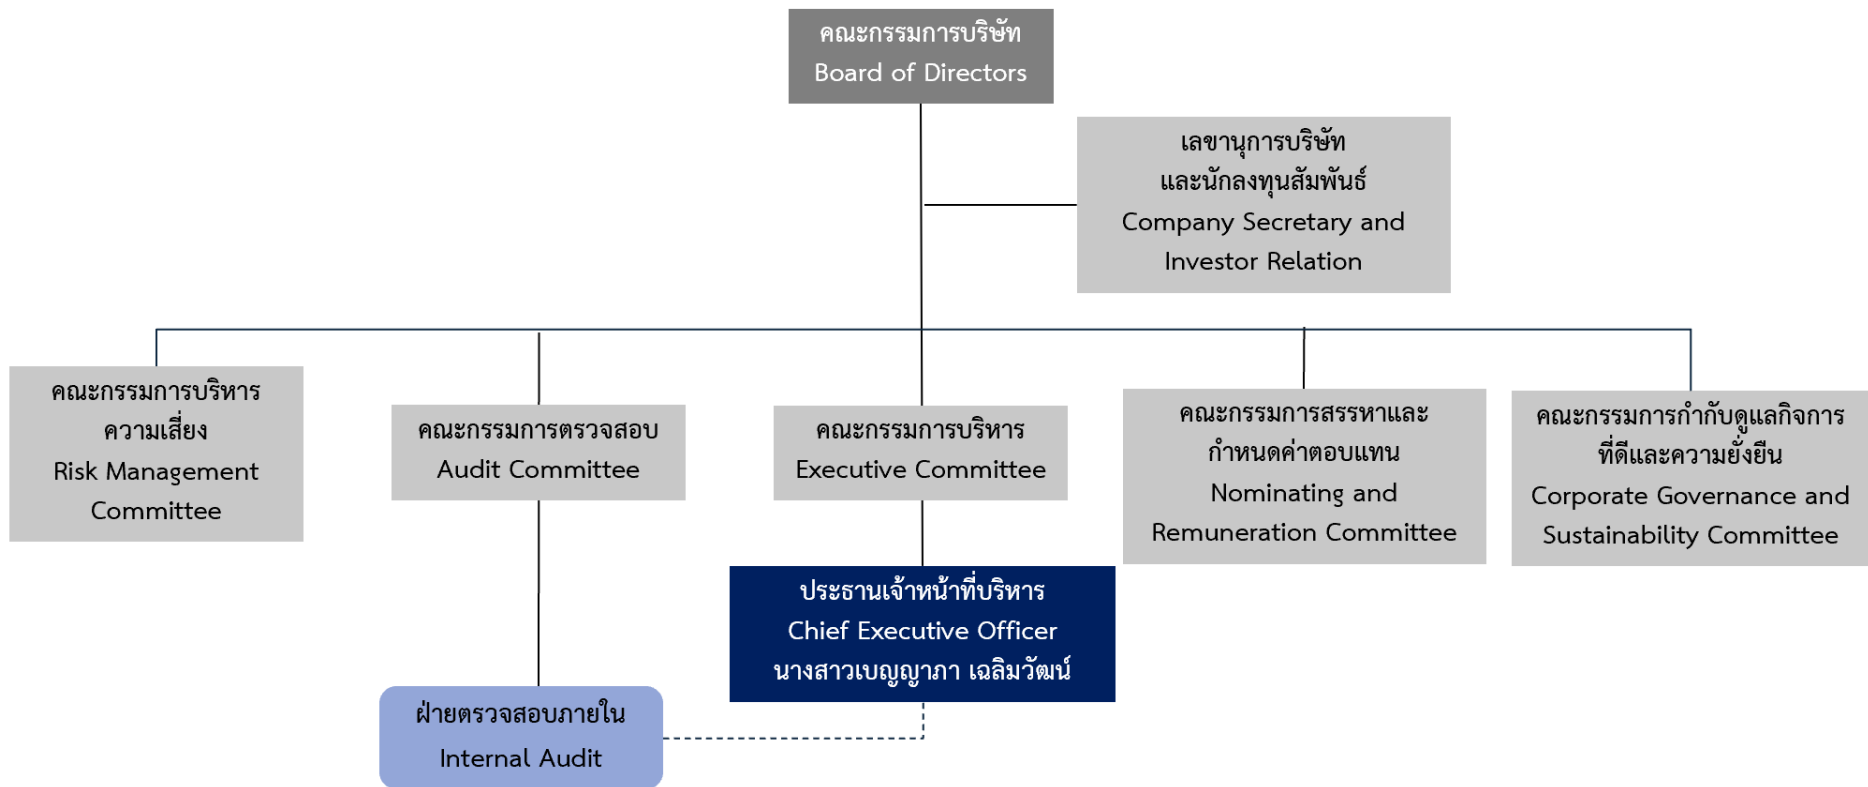 คณะกรรมการบริษัท
Board of Directors
เลขานุการบริษัท
และนักลงทุนสัมพันธ์
Company Secretary and
Investor Relation
คณะกรรมการบริหาร
ความเสี่ยง
Risk Management
Committee
คณะกรรมการตรวจสอบ
Audit Committee
คณะกรรมการบริหาร
Executive Committee
คณะกรรมการสรรหาและ
กำหนดค่าตอบแทน
Nominating and
Remuneration Committee
คณะกรรมการกำกับดูแลกิจการ
ที่ดีและความยั่งยืน
Corporate Governance and
Sustainability Committee
ประธานเจ้าหน้าที่บริหาร
Chief Executive Officer
นางสาวเบญญาภา เฉลิมวัฒน์
ฝ่ายตรวจสอบภายใน
Internal Audit